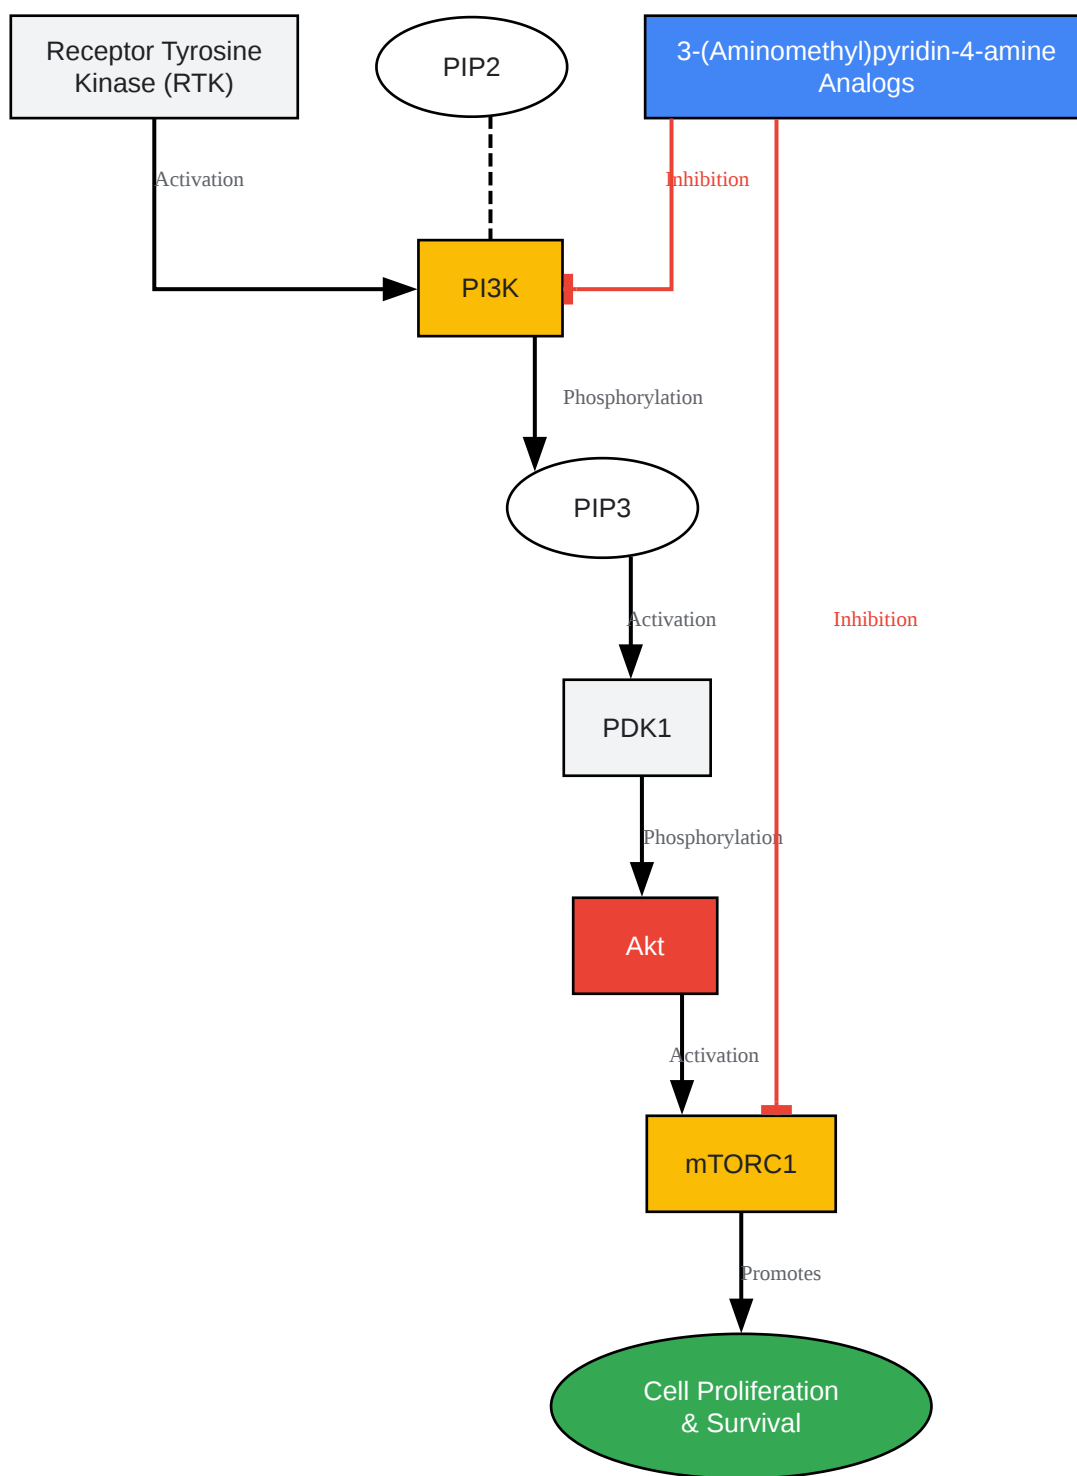 Receptor Tyrosine
Kinase (RTK)
PIP2
3-(Aminomethyl)pyridin-4-amine
Analogs
Activation
Inhibition
PI3K
Phosphorylation
PIP3
Activation
Inhibition
PDK1
Phosphorylation
Akt
Activation
mTORC1
Promotes
Cell Proliferation
& Survival